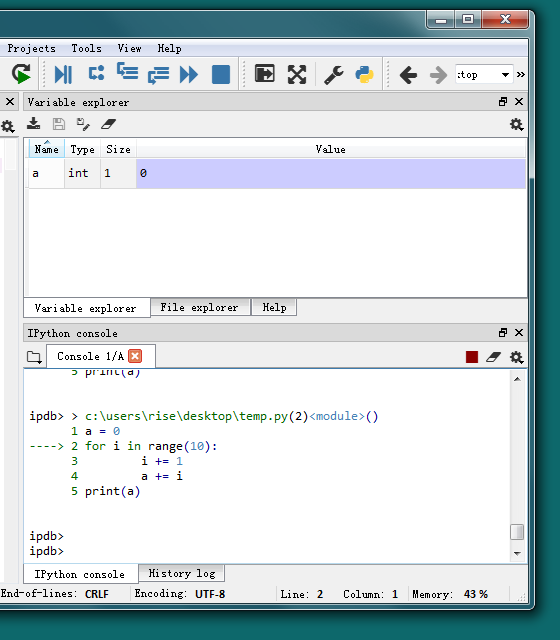 Projects Tools View Help
:top
Variable explorer
Name Type Size Value
a int 1 0
Variable explorer File explorer Help
IPython console
Console 1/A
5 print(a)
ipdb> > c:\users\rise\desktop\temp.py(2)<module>()
1 a = 0
----> 2 for i in range(10):
3 i += 1
4 a += i
5 print(a)
ipdb>
ipdb>
IPython console History log
End-of-lines: CRLF Encoding: UTF-8 Line: 2 Column: 1 Memory: 43 %